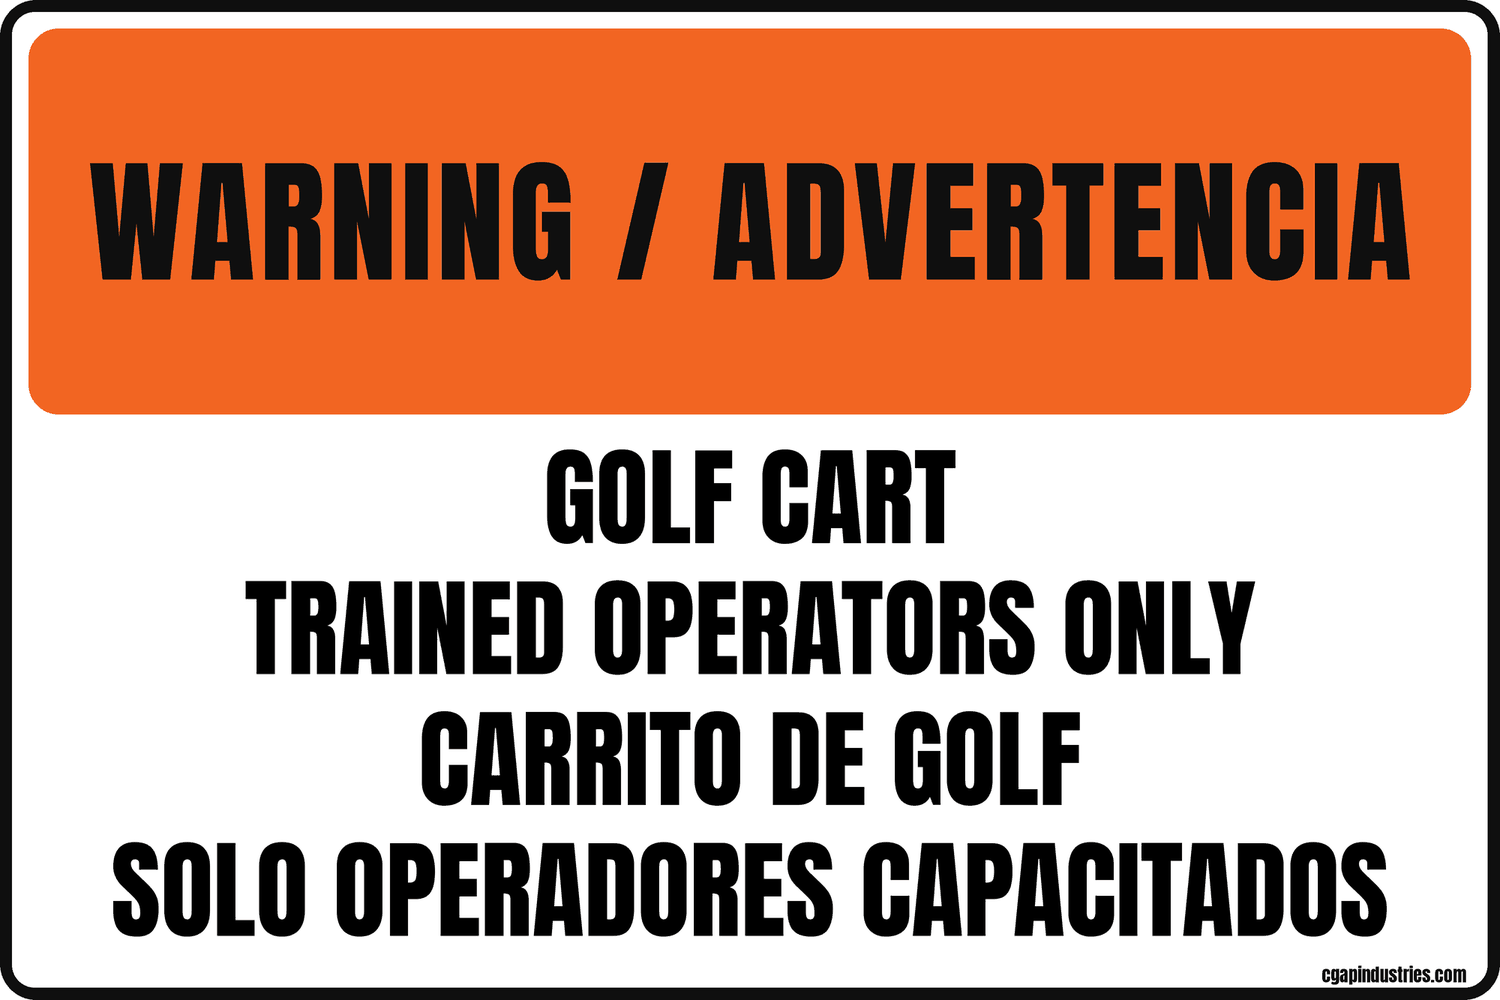 WARNING / ADVERTENCIA
GOLF CART
TRAINED OPERATORS ONLY
CARRITO DE GOLF
SOLO OPERADORES CAPACITADOS
cgapindustries.com